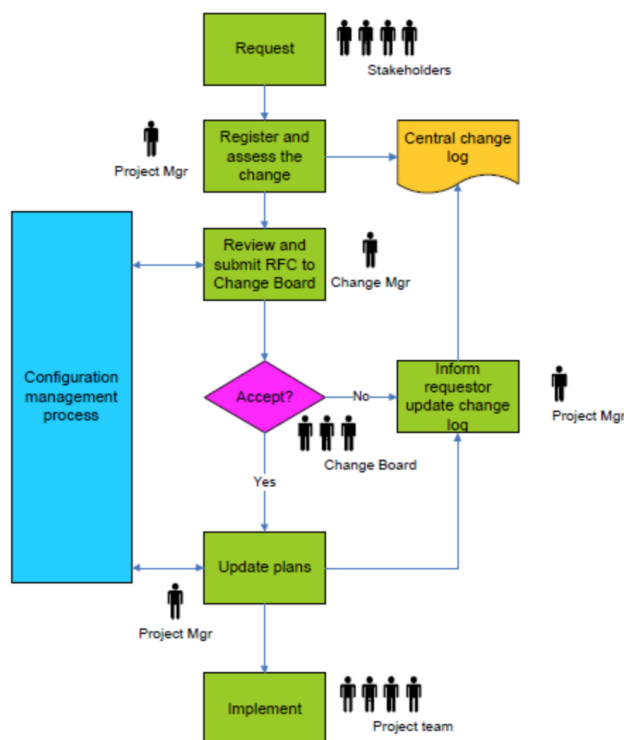 Request
Stakeholders
Register and
assess the
change
Project Mgr
Central change
log
Review and
submit RFC to
Change Board
Change Mgr
Configuration
management
process
Accept?
No
Change Board
Inform
requestor
update change
log
Project Mgr
Yes
Update plans
Project Mgr
Implement
Project team